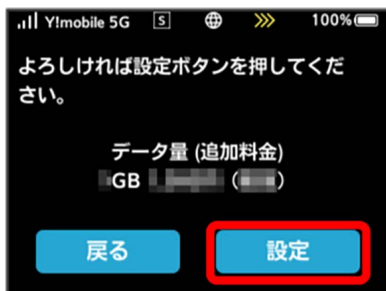 Y!mobile 5G S 100%
よろしければ設定ボタンを押してくだ
さい。
データ量 (追加料金)
GB ( )
戻る 設定